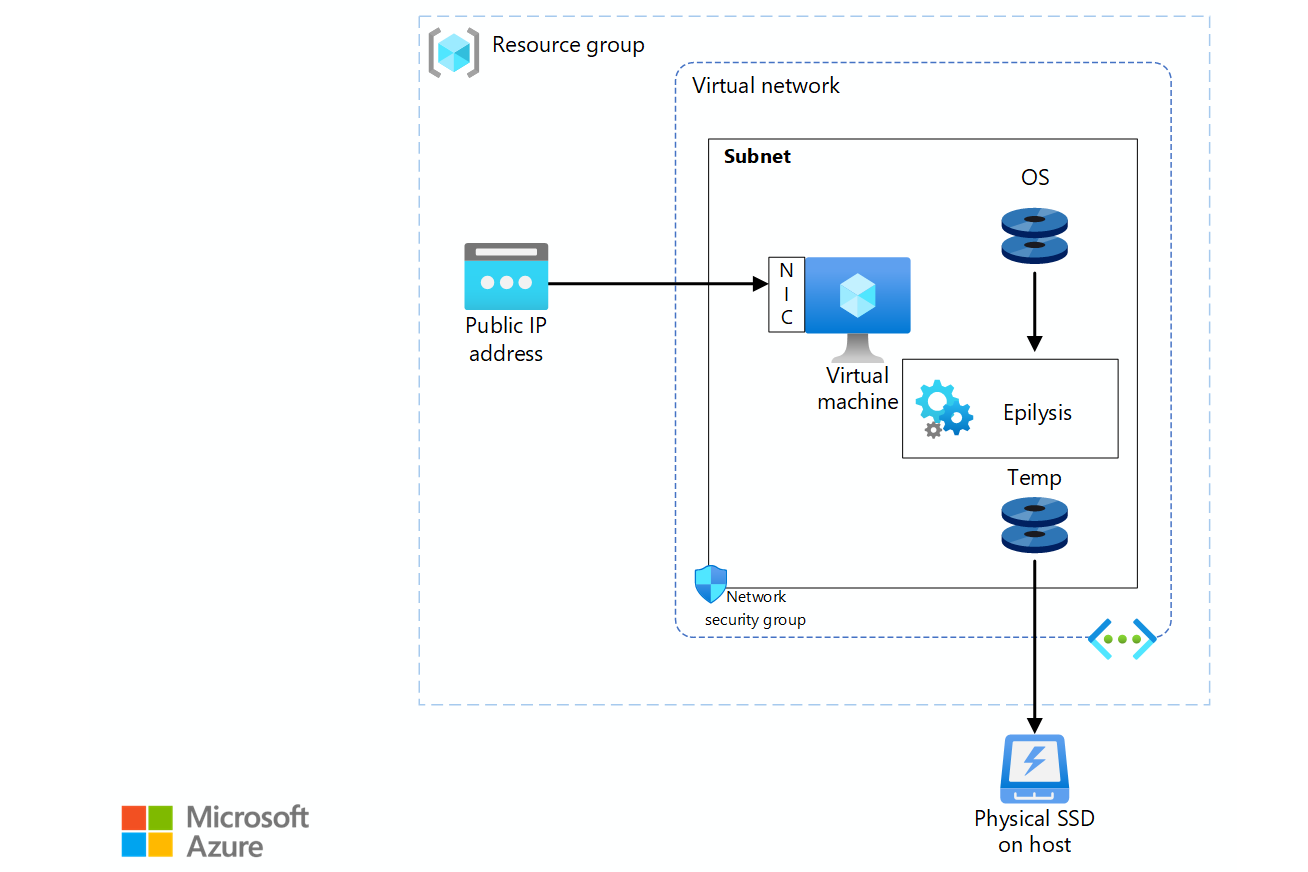 Resource group
Virtual network
Subnet
OS
N
I
C
Public IP
address
Virtual
machine
Epilysis
Temp
Network
security group
Physical SSD
on host
Microsoft
Azure